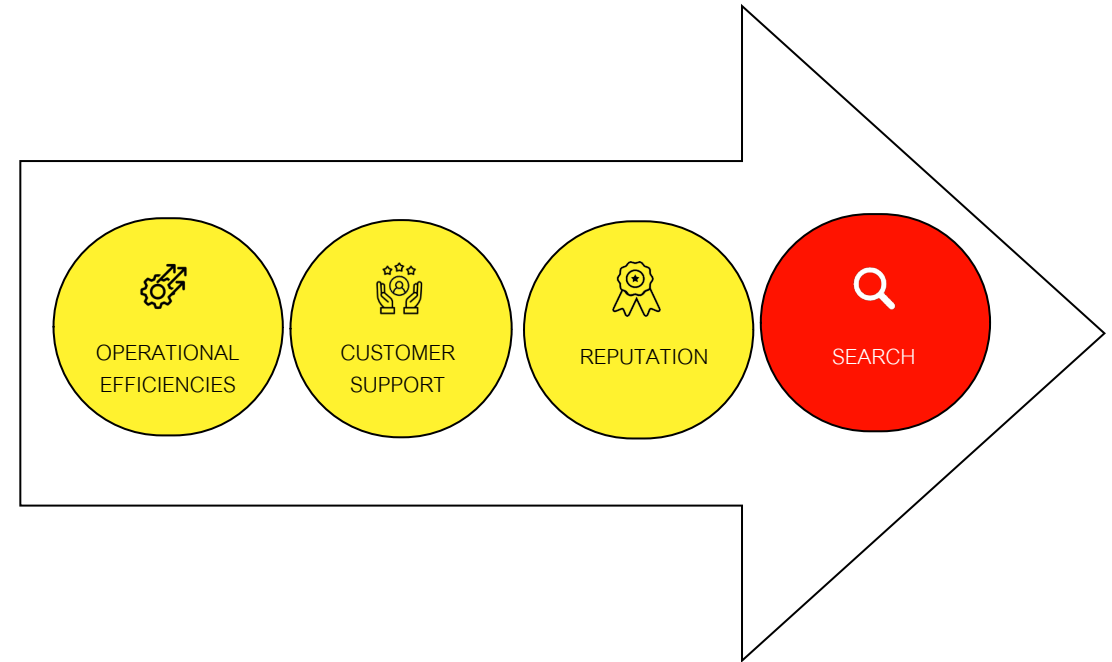 OPERATIONAL
EFFICIENCIES
CUSTOMER
SUPPORT
REPUTATION
SEARCH